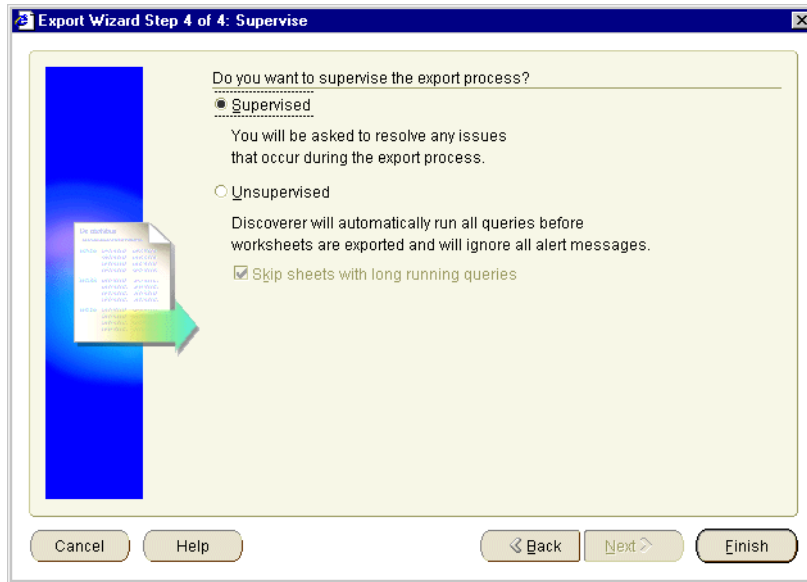 Export Wizard Step 4 of 4: Supervise
Do you want to supervise the export process?
Supervised
You will be asked to resolve any issues
that occur during the export process.
Unsupervised
Discoverer will automatically run all queries before
worksheets are exported and will ignore all alert messages.
Skip sheets with long running queries
Cancel
Help
Back
Next
Finish